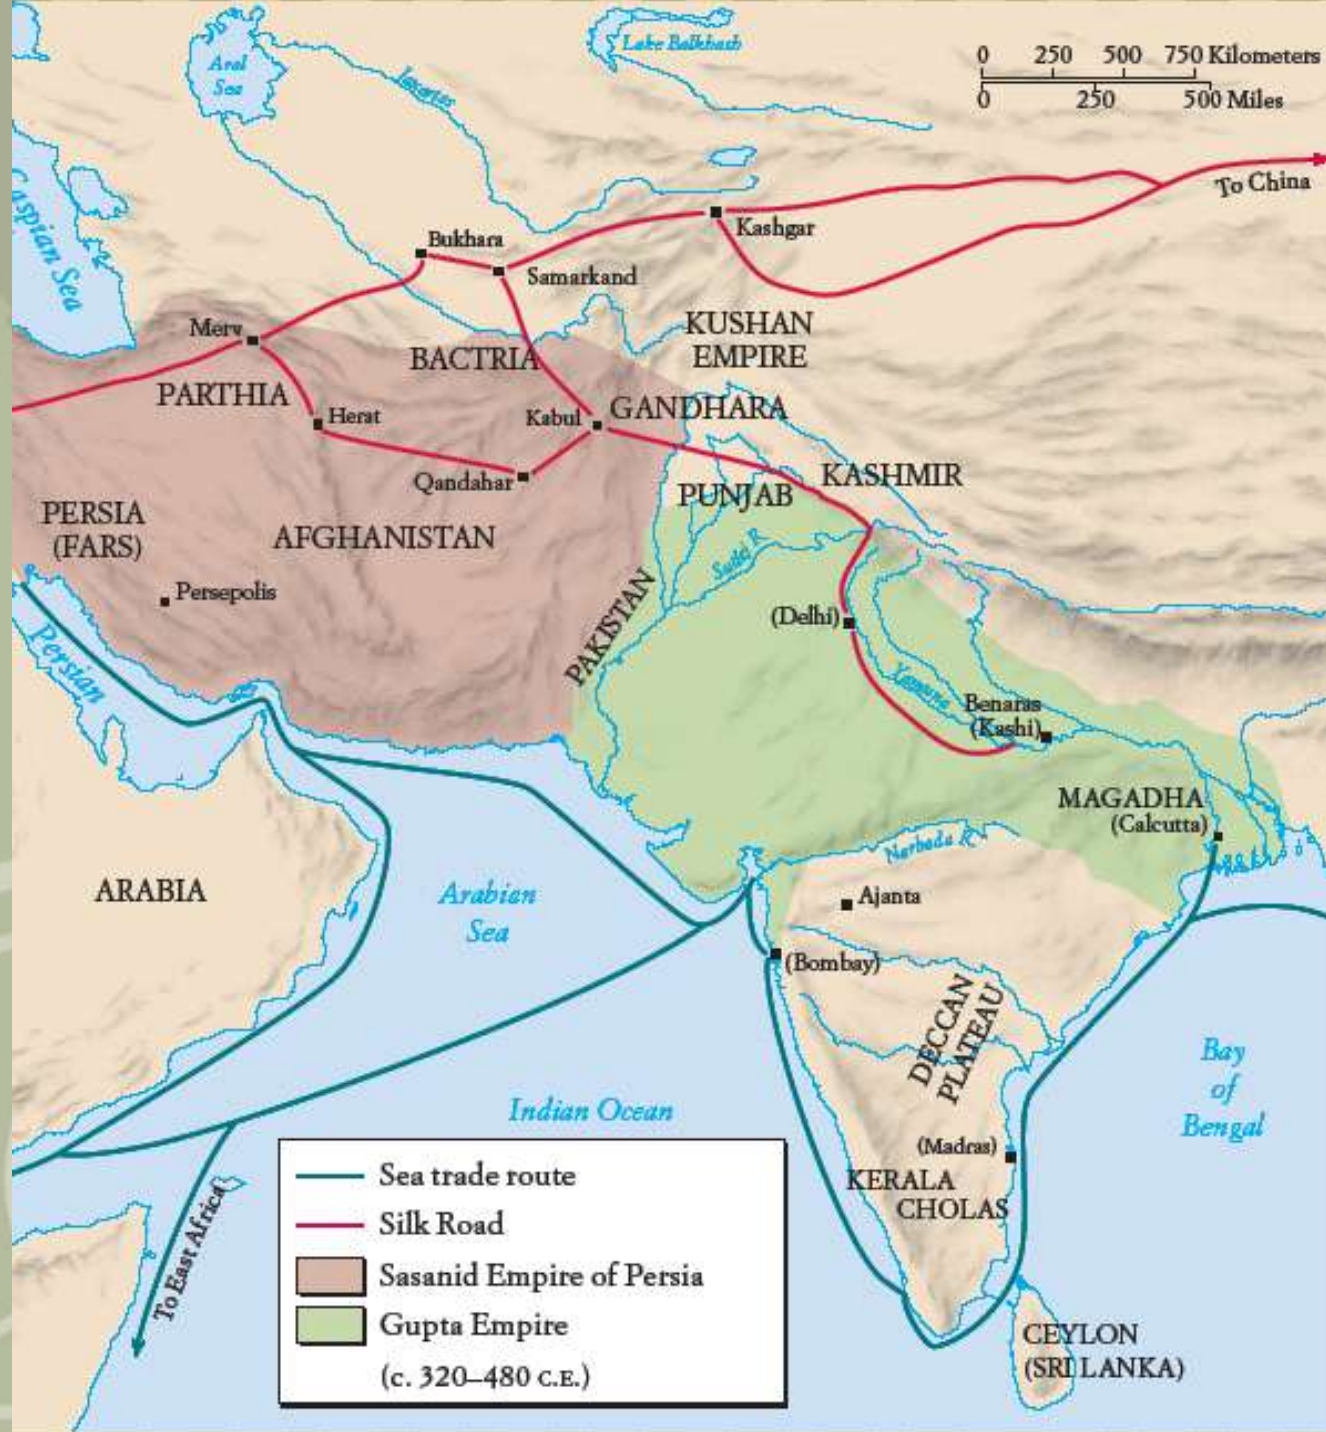 Lake Balkhash
0 250 500 750 Kilometers
0 250 500 Miles
Aral
Sea
Iaxartes
To China
Caspian Sea
Kashgar
Bukhara
Samarkand
Merv
KUSHAN
EMPIRE
BACTRIA
PARTHIA
Herat
Kabul
GANDHARA
Qandahar
KASHMIR
PUNJAB
PERSIA
(FARS)
AFGHANISTAN
Sutlej R.
Persepolis
PAKISTAN
(Delhi)
Persian
Yamuna
Benaras
(Kashi)
MAGADHA
(Calcutta)
Narbada R.
ARABIA
Arabian
Sea
Ajanta
(Bombay)
DECCAN
PLATEAU
Bay
of
Bengal
Indian Ocean
(Madras)
KERALA
CHOLAS
To East Africa
Sea trade route
Silk Road
Sasanid Empire of Persia
Gupta Empire
(c. 320–480 C.E.)
CEYLON
(SRI LANKA)